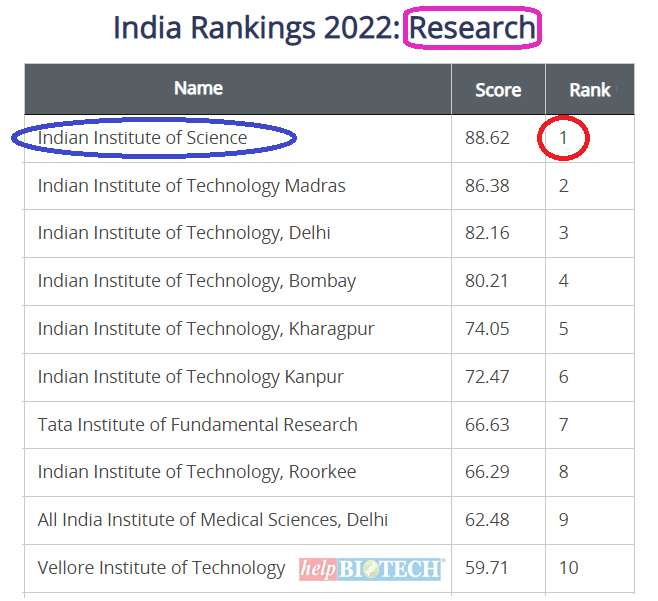 India Rankings 2022: Research
Name Score Rank
Indian Institute of Science 88.62 1
Indian Institute of Technology Madras 86.38 2
Indian Institute of Technology, Delhi 82.16 3
Indian Institute of Technology, Bombay 80.21 4
Indian Institute of Technology, Kharagpur 74.05 5
Indian Institute of Technology Kanpur 72.47 6
Tata Institute of Fundamental Research 66.63 7
Indian Institute of Technology, Roorkee 66.29 8
All India Institute of Medical Sciences, Delhi 62.48 9
Vellore Institute of Technology helpBIOTECH 59.71 10